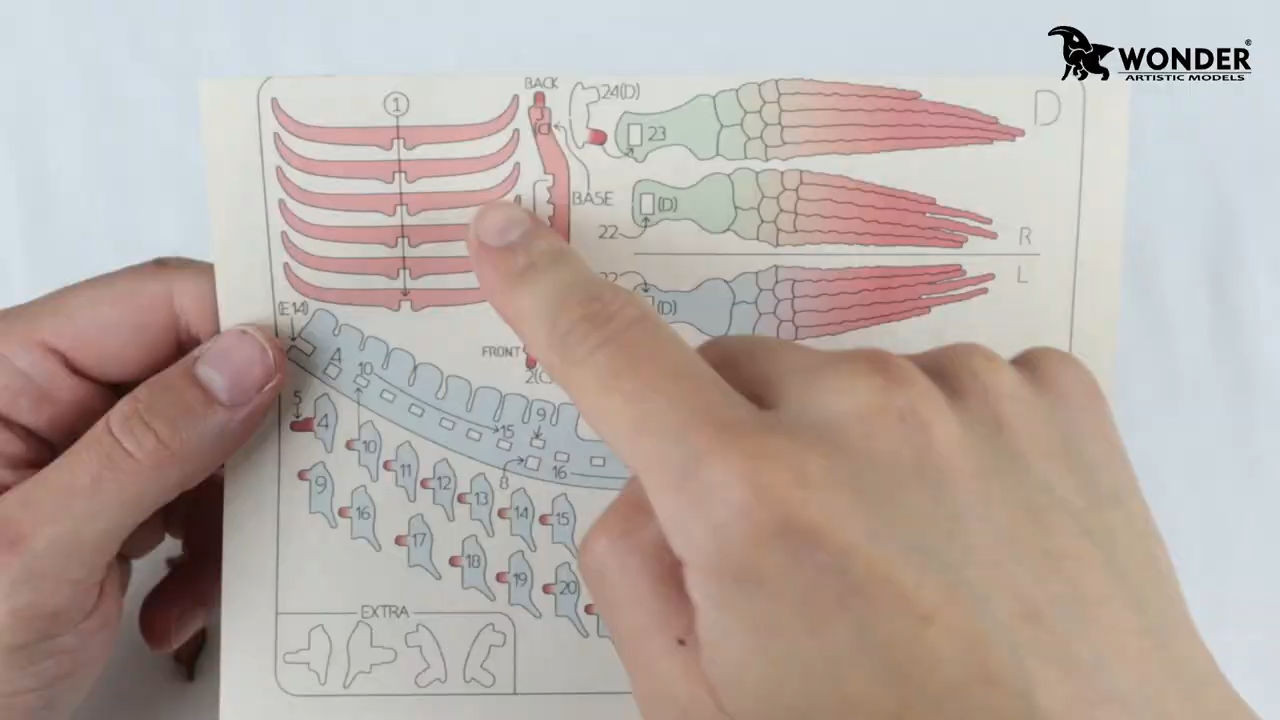 WONDER®
ARTISTIC MODELS
D
BACK
24(D)
1
23
BASE
(D)
22
R
L
(D)
(E14)
FRONT
2(C)
A
10
5
4
9
15
8
16
10
11
12
13
14
15
9
16
17
18
19
20
EXTRA